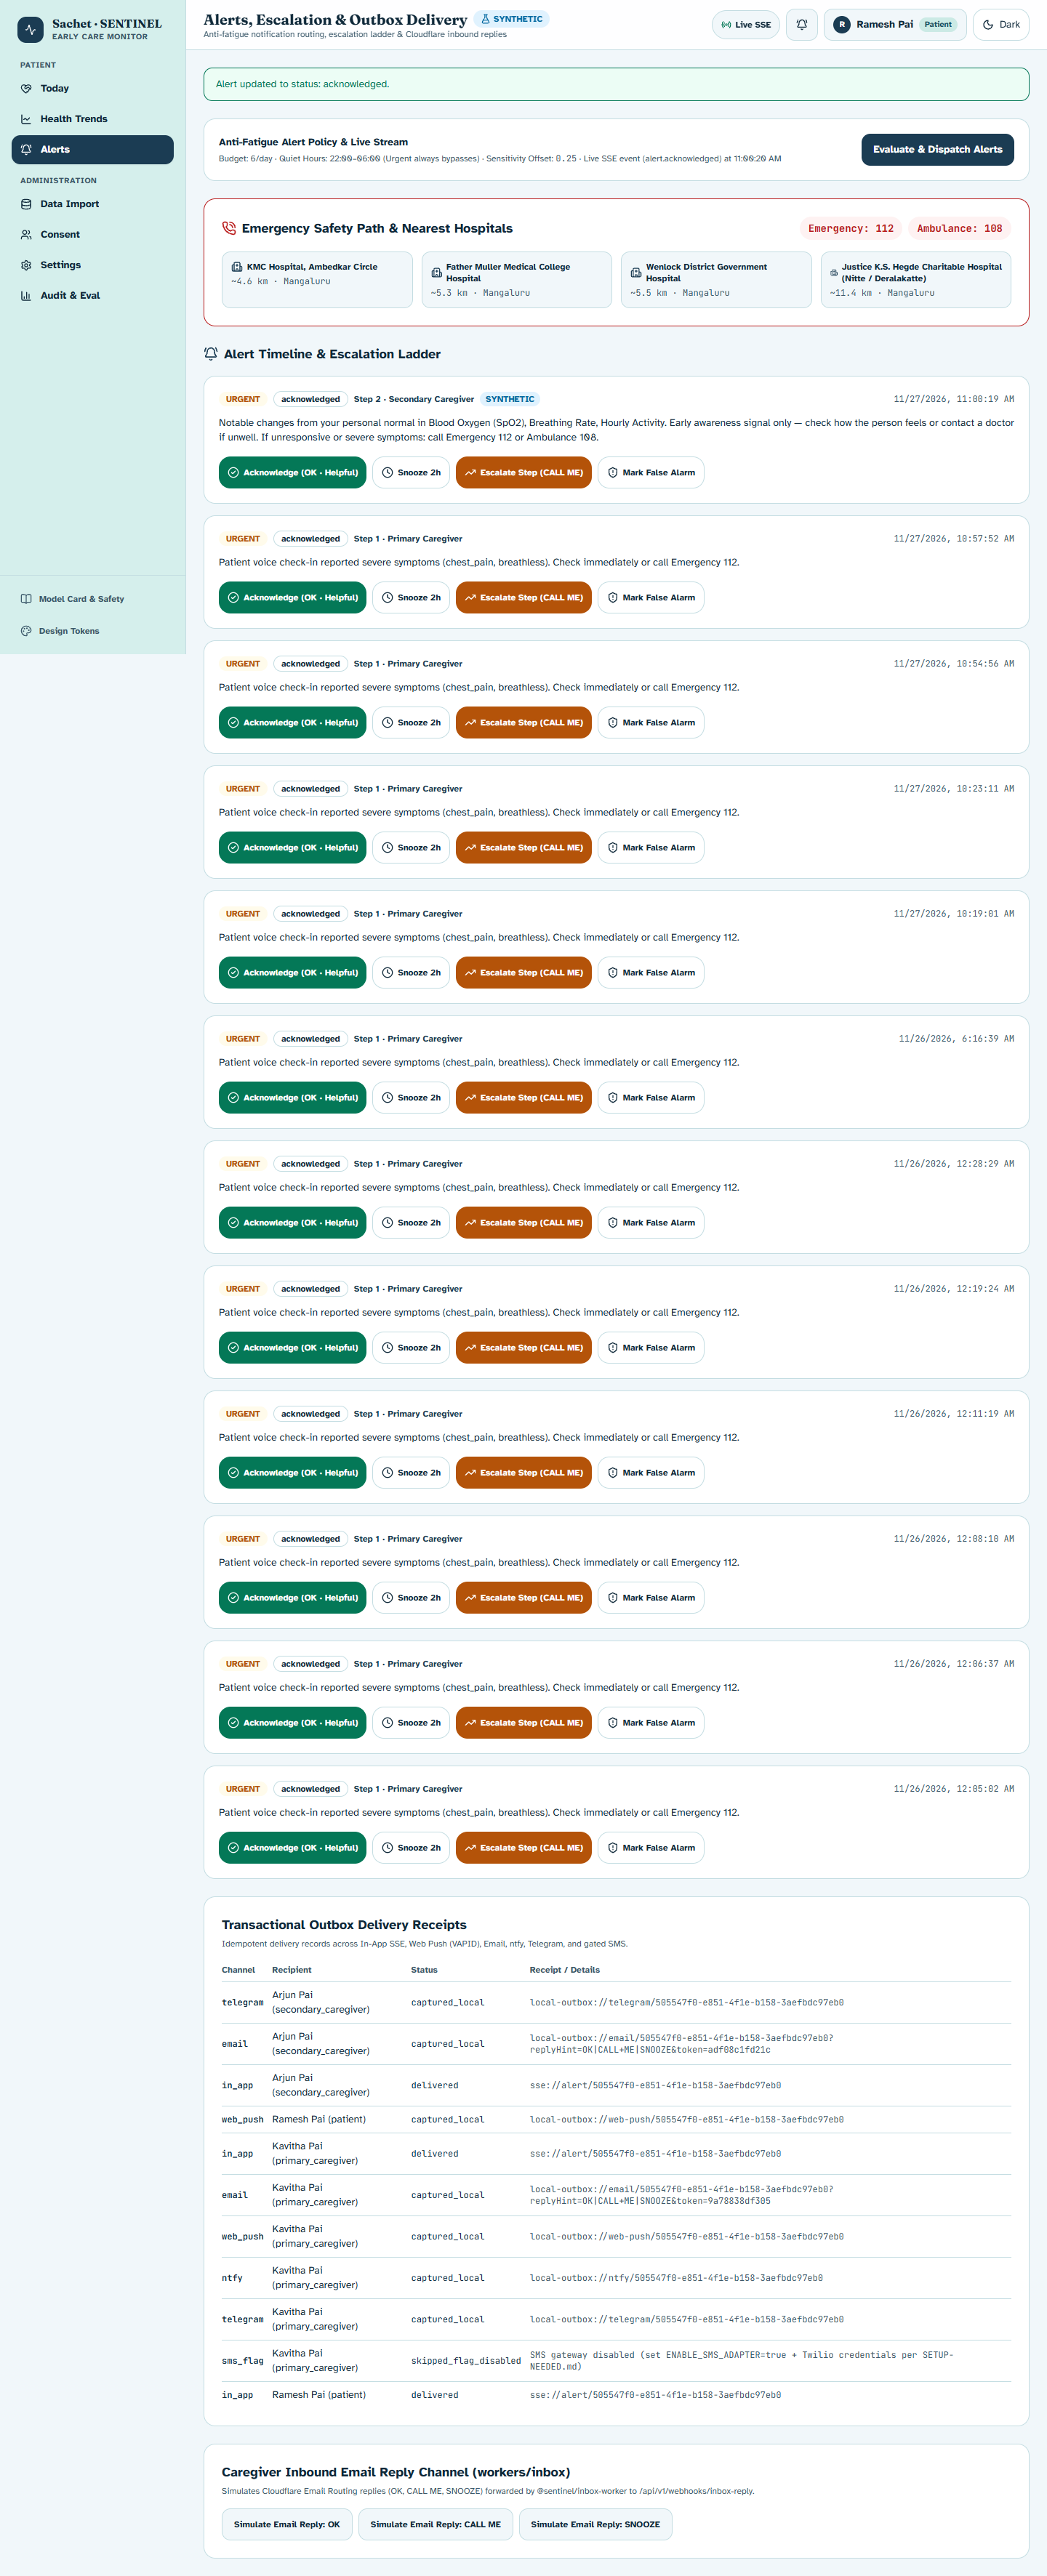 Sachet · SENTINEL
EARLY CARE MONITOR
PATIENT
Today
Health Trends
Alerts
ADMINISTRATION
Data Import
Consent
Settings
Audit & Eval
Model Card & Safety
Design Tokens
Alerts, Escalation & Outbox Delivery
SYNTHETIC
Anti-fatigue notification routing, escalation ladder & Cloudflare inbound replies
Live SSE
R Ramesh Pai Patient
Dark
Alert updated to status: acknowledged.
Anti-Fatigue Alert Policy & Live Stream
Budget: 6/day · Quiet Hours: 22:00–06:00 (Urgent always bypasses) · Sensitivity Offset: 0.25 · Live SSE event (alert.acknowledged) at 11:00:20 AM
Evaluate & Dispatch Alerts
Emergency Safety Path & Nearest Hospitals
Emergency: 112
Ambulance: 108
KMC Hospital, Ambedkar Circle
~4.6 km · Mangaluru
Father Muller Medical College
Hospital
~5.3 km · Mangaluru
Wenlock District Government
Hospital
~5.5 km · Mangaluru
Justice K.S. Hegde Charitable Hospital
(Nitte / Deralakatte)
~11.4 km · Mangaluru
Alert Timeline & Escalation Ladder
URGENT acknowledged Step 2 · Secondary Caregiver SYNTHETIC 11/27/2026, 11:00:19 AM
Notable changes from your personal normal in Blood Oxygen (SpO2), Breathing Rate, Hourly Activity. Early awareness signal only — check how the person feels or contact a doctor
if unwell. If unresponsive or severe symptoms: call Emergency 112 or Ambulance 108.
Acknowledge (OK · Helpful) Snooze 2h Escalate Step (CALL ME) Mark False Alarm
URGENT acknowledged Step 1 · Primary Caregiver 11/27/2026, 10:57:52 AM
Patient voice check-in reported severe symptoms (chest_pain, breathless). Check immediately or call Emergency 112.
Acknowledge (OK · Helpful) Snooze 2h Escalate Step (CALL ME) Mark False Alarm
URGENT acknowledged Step 1 · Primary Caregiver 11/27/2026, 10:54:56 AM
Patient voice check-in reported severe symptoms (chest_pain, breathless). Check immediately or call Emergency 112.
Acknowledge (OK · Helpful) Snooze 2h Escalate Step (CALL ME) Mark False Alarm
URGENT acknowledged Step 1 · Primary Caregiver 11/27/2026, 10:23:11 AM
Patient voice check-in reported severe symptoms (chest_pain, breathless). Check immediately or call Emergency 112.
Acknowledge (OK · Helpful) Snooze 2h Escalate Step (CALL ME) Mark False Alarm
URGENT acknowledged Step 1 · Primary Caregiver 11/27/2026, 10:19:01 AM
Patient voice check-in reported severe symptoms (chest_pain, breathless). Check immediately or call Emergency 112.
Acknowledge (OK · Helpful) Snooze 2h Escalate Step (CALL ME) Mark False Alarm
URGENT acknowledged Step 1 · Primary Caregiver 11/26/2026, 6:16:39 AM
Patient voice check-in reported severe symptoms (chest_pain, breathless). Check immediately or call Emergency 112.
Acknowledge (OK · Helpful) Snooze 2h Escalate Step (CALL ME) Mark False Alarm
URGENT acknowledged Step 1 · Primary Caregiver 11/26/2026, 12:28:29 AM
Patient voice check-in reported severe symptoms (chest_pain, breathless). Check immediately or call Emergency 112.
Acknowledge (OK · Helpful) Snooze 2h Escalate Step (CALL ME) Mark False Alarm
URGENT acknowledged Step 1 · Primary Caregiver 11/26/2026, 12:19:24 AM
Patient voice check-in reported severe symptoms (chest_pain, breathless). Check immediately or call Emergency 112.
Acknowledge (OK · Helpful) Snooze 2h Escalate Step (CALL ME) Mark False Alarm
URGENT acknowledged Step 1 · Primary Caregiver 11/26/2026, 12:11:19 AM
Patient voice check-in reported severe symptoms (chest_pain, breathless). Check immediately or call Emergency 112.
Acknowledge (OK · Helpful) Snooze 2h Escalate Step (CALL ME) Mark False Alarm
URGENT acknowledged Step 1 · Primary Caregiver 11/26/2026, 12:08:10 AM
Patient voice check-in reported severe symptoms (chest_pain, breathless). Check immediately or call Emergency 112.
Acknowledge (OK · Helpful) Snooze 2h Escalate Step (CALL ME) Mark False Alarm
URGENT acknowledged Step 1 · Primary Caregiver 11/26/2026, 12:06:37 AM
Patient voice check-in reported severe symptoms (chest_pain, breathless). Check immediately or call Emergency 112.
Acknowledge (OK · Helpful) Snooze 2h Escalate Step (CALL ME) Mark False Alarm
URGENT acknowledged Step 1 · Primary Caregiver 11/26/2026, 12:05:02 AM
Patient voice check-in reported severe symptoms (chest_pain, breathless). Check immediately or call Emergency 112.
Acknowledge (OK · Helpful) Snooze 2h Escalate Step (CALL ME) Mark False Alarm
Transactional Outbox Delivery Receipts
Idempotent delivery records across In-App SSE, Web Push (VAPID), Email, ntfy, Telegram, and gated SMS.
Channel Recipient Status Receipt / Details
telegram Arjun Pai (secondary_caregiver) captured_local local-outbox://telegram/505547f0-e851-4f1e-b158-3aefbdc97eb0
email Arjun Pai (secondary_caregiver) captured_local local-outbox://email/505547f0-e851-4f1e-b158-3aefbdc97eb0?
replyHint=OK|CALL+ME|SNOOZE&token=adf08c1fd21c
in_app Arjun Pai (secondary_caregiver) delivered sse://alert/505547f0-e851-4f1e-b158-3aefbdc97eb0
web_push Ramesh Pai (patient) captured_local local-outbox://web-push/505547f0-e851-4f1e-b158-3aefbdc97eb0
in_app Kavitha Pai (primary_caregiver) delivered sse://alert/505547f0-e851-4f1e-b158-3aefbdc97eb0
email Kavitha Pai (primary_caregiver) captured_local local-outbox://email/505547f0-e851-4f1e-b158-3aefbdc97eb0?
replyHint=OK|CALL+ME|SNOOZE&token=9a78838df305
web_push Kavitha Pai (primary_caregiver) captured_local local-outbox://web-push/505547f0-e851-4f1e-b158-3aefbdc97eb0
ntfy Kavitha Pai (primary_caregiver) captured_local local-outbox://ntfy/505547f0-e851-4f1e-b158-3aefbdc97eb0
telegram Kavitha Pai (primary_caregiver) captured_local local-outbox://telegram/505547f0-e851-4f1e-b158-3aefbdc97eb0
sms_flag Kavitha Pai (primary_caregiver) skipped_flag_disabled SMS gateway disabled (set ENABLE_SMS_ADAPTER=true + Twilio credentials per SETUP-
NEEDED.md)
in_app Ramesh Pai (patient) delivered sse://alert/505547f0-e851-4f1e-b158-3aefbdc97eb0
Caregiver Inbound Email Reply Channel (workers/inbox)
Simulates Cloudflare Email Routing replies (OK, CALL ME, SNOOZE) forwarded by @sentinel/inbox-worker to /api/v1/webhooks/inbox-reply.
Simulate Email Reply: OK
Simulate Email Reply: CALL ME
Simulate Email Reply: SNOOZE